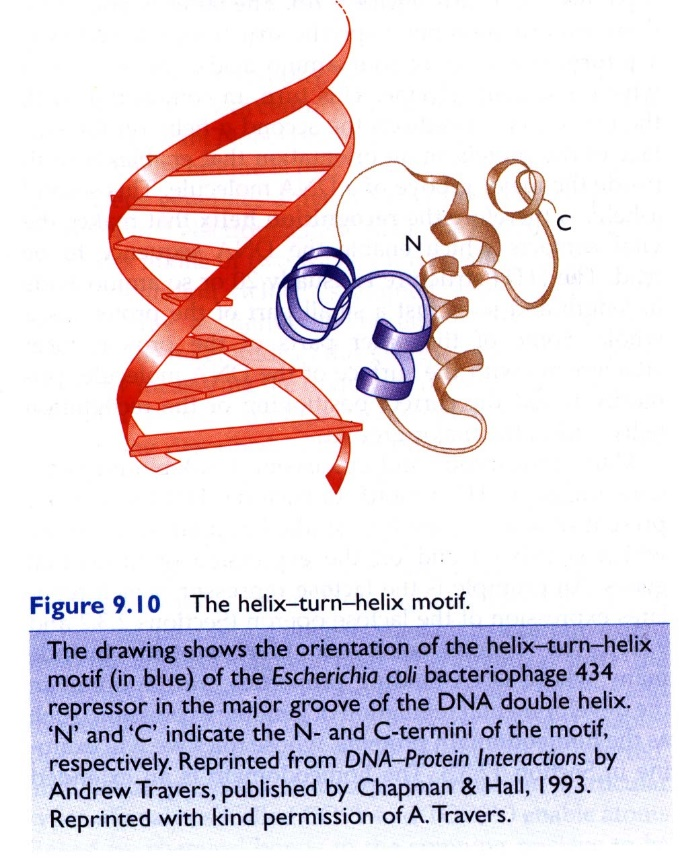 C
N
Figure 9.10 The helix–turn–helix motif.
The drawing shows the orientation of the helix–turn–helix
motif (in blue) of the Escherichia coli bacteriophage 434
repressor in the major groove of the DNA double helix.
‘N’ and ‘C’ indicate the N- and C-termini of the motif,
respectively. Reprinted from DNA–Protein Interactions by
Andrew Travers, published by Chapman & Hall, 1993.
Reprinted with kind permission of A. Travers.